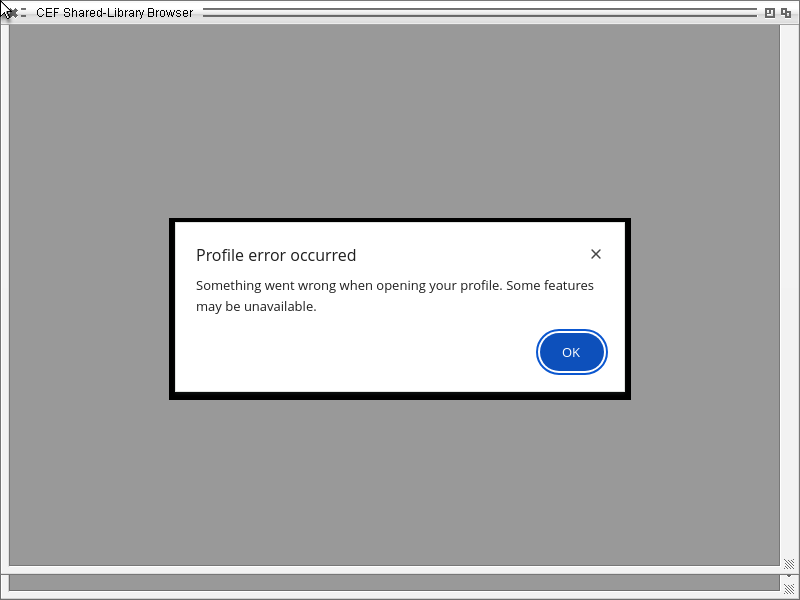 CEF Shared-Library Browser
Profile error occurred
Something went wrong when opening your profile. Some features
may be unavailable.
OK